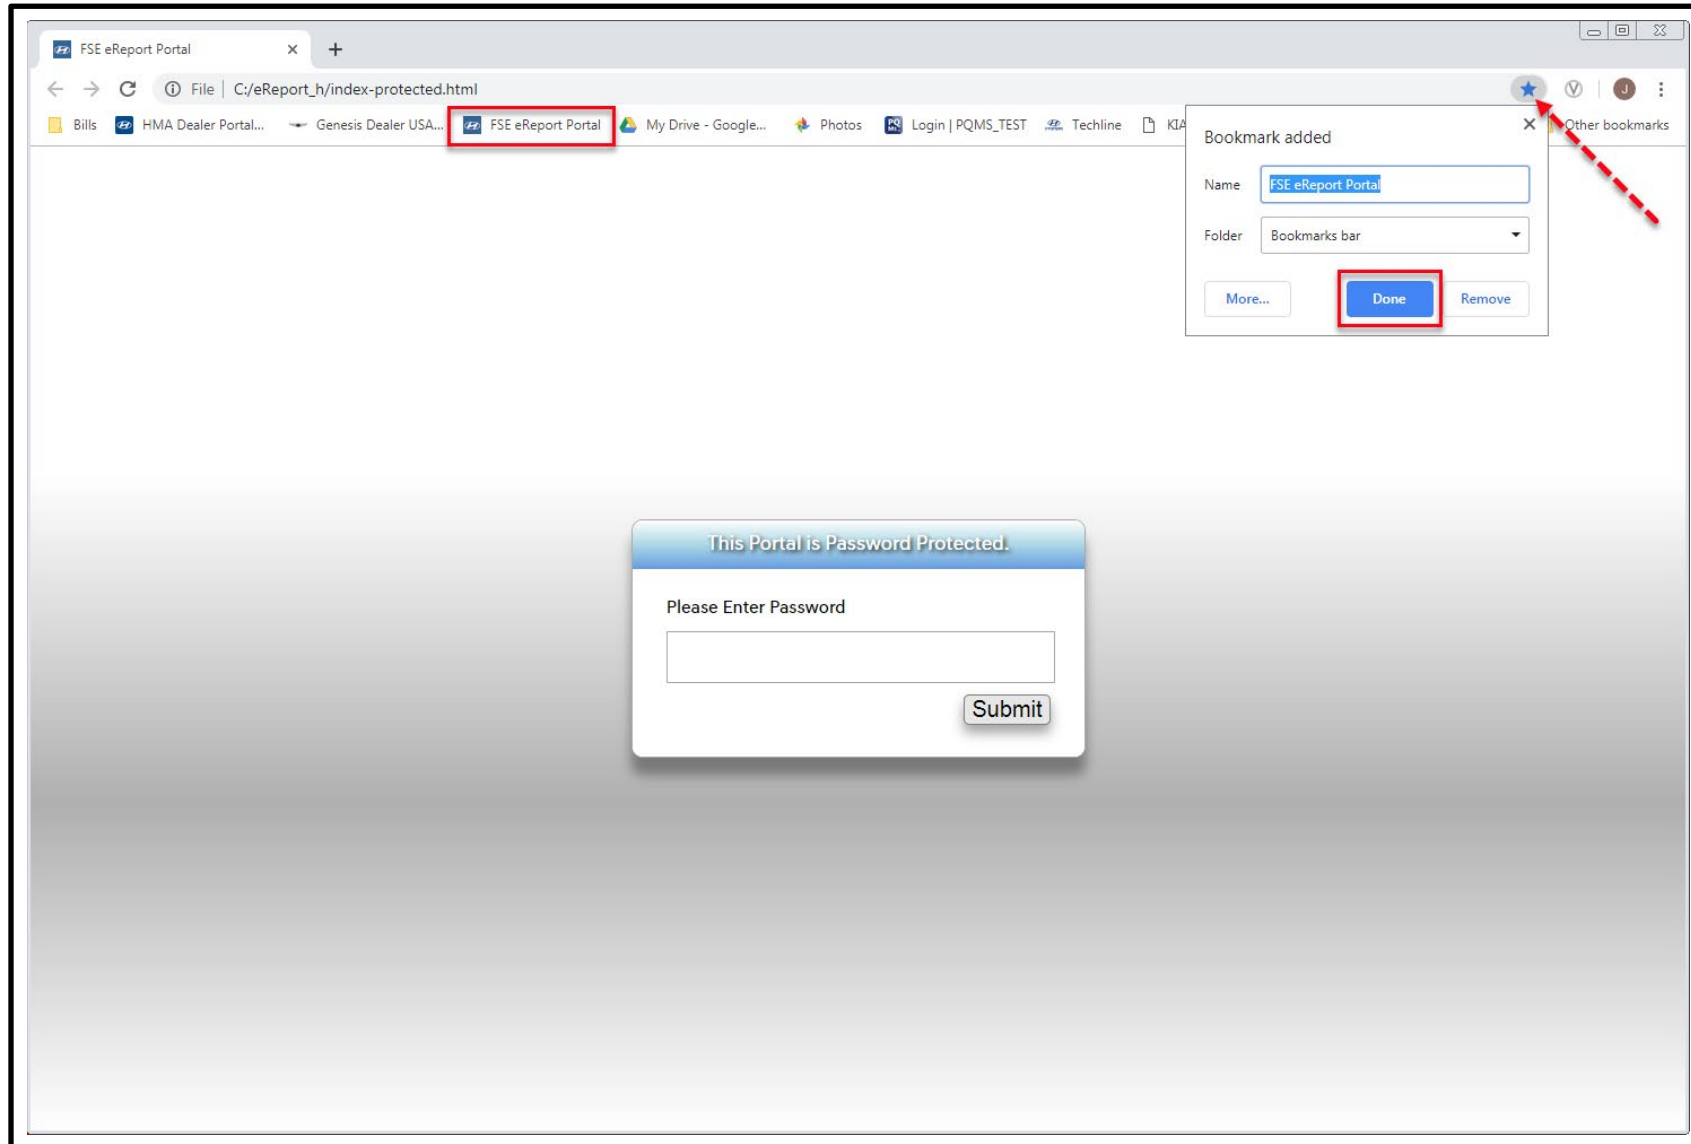 FSE eReport Portal
File | C:/eReport_h/index-protected.html
J
Bills HMA Dealer Portal... Genesis Dealer USA... FSE eReport Portal My Drive - Google... Photos Login | PQMS_TEST Techline KIA Other bookmarks
Bookmark added
Name FSE eReport Portal
Folder Bookmarks bar
More... Done Remove
This Portal is Password Protected.
Please Enter Password
Submit